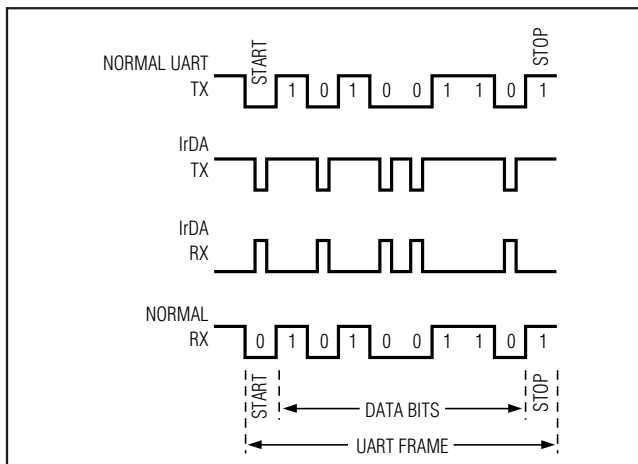 NORMAL UART
TX
START
1 0 1 0 0 1 1 0 1
STOP
IrDA
TX
IrDA
RX
NORMAL
RX
0 1 0 1 0 0 1 1 0 1
START
DATA BITS
STOP
UART FRAME